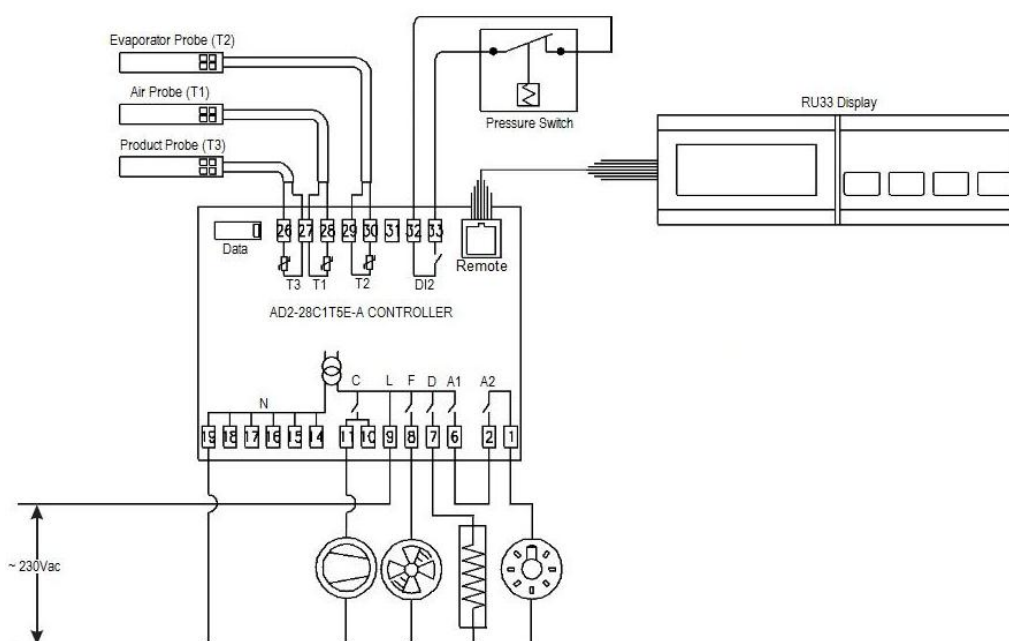 Evaporator Probe (T2)
Air Probe (T1)
Product Probe (T3)
Pressure Switch
RU33 Display
Data
26 27 28 29 30 31 32 33
Remote
T3 T1 T2 DI2
AD2-28C1T5E-A CONTROLLER
C L F D A1 A2
N
19 18 17 16 15 14 11 10 9 8 7 6 2 1
~ 230Vac